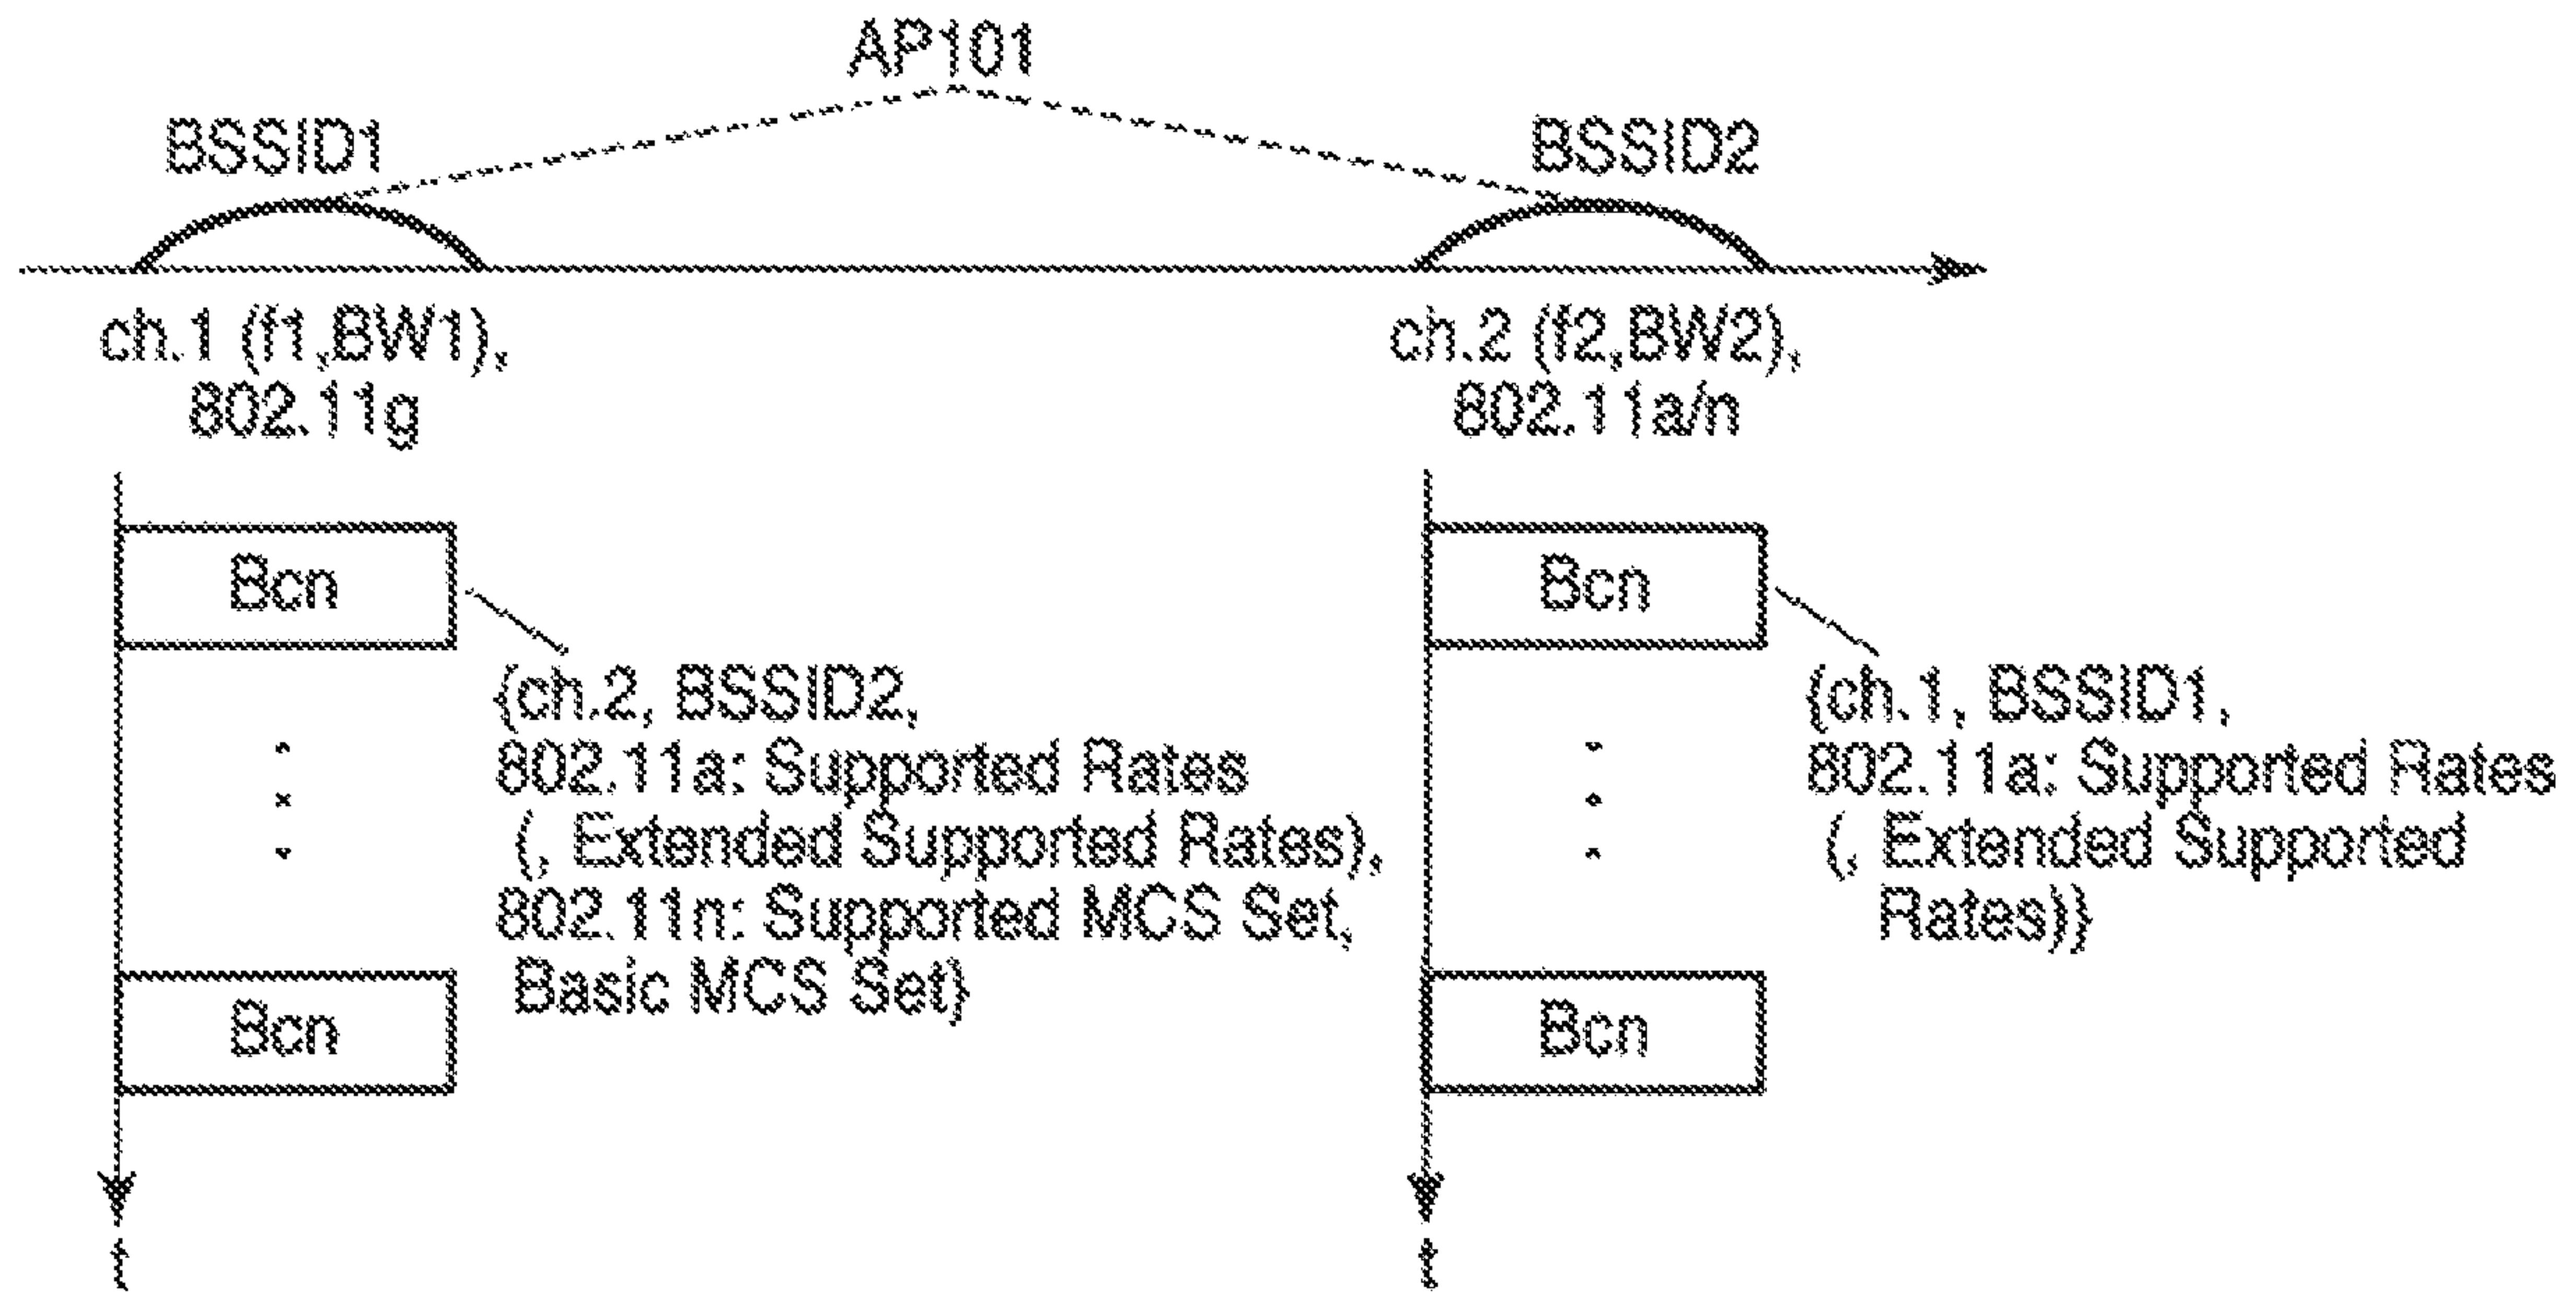 AP101
BSSID1
BSSID2
ch.1 (f1,BW1),
802.11g
ch.2 (f2,BW2),
802.11a/n
Bcn
{ch.2, BSSID2,
802.11a: Supported Rates
(, Extended Supported Rates),
802.11n: Supported MCS Set,
Basic MCS Set}
Bcn
t
Bcn
{ch.1, BSSID1,
802.11a: Supported Rates
(, Extended Supported
Rates)}
Bcn
t